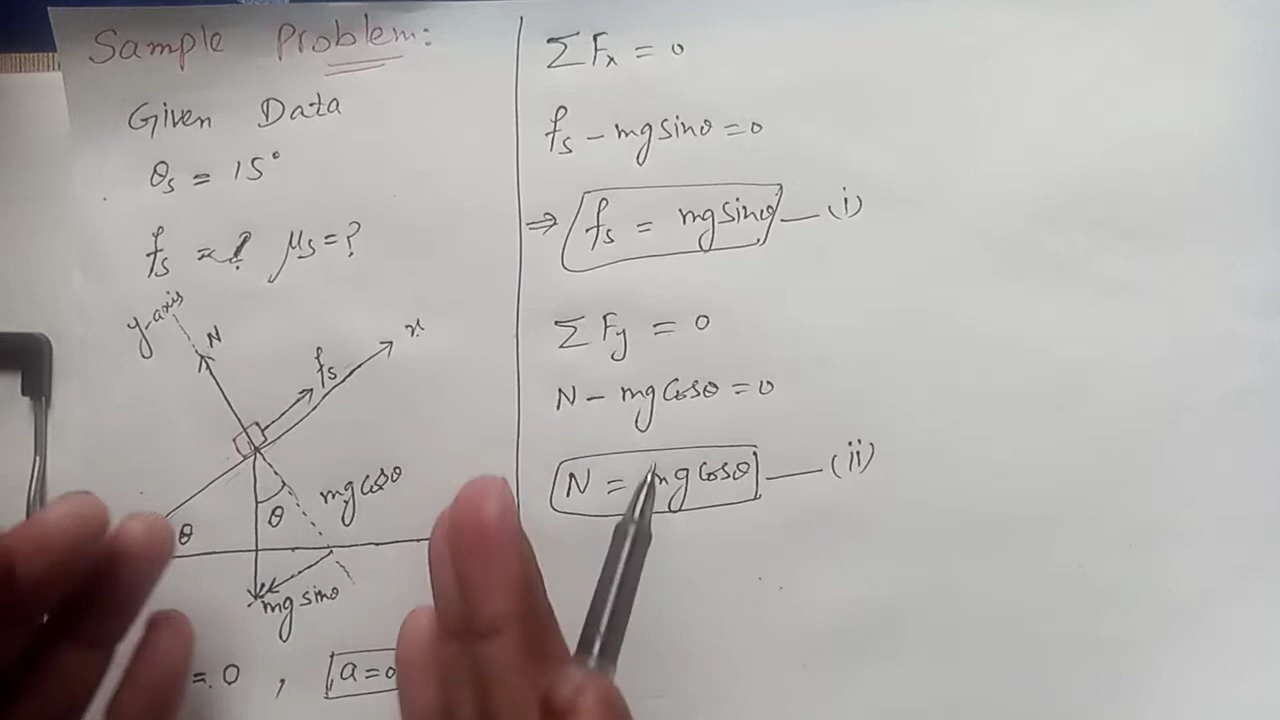 Sample Problem:
Given Data
θs = 15°
fs = ? μs = ?
y-axis
N
fs
x
mg cosθ
θ
θ
mg sinθ
= 0 , a = 0
ΣFx = 0
fs - mg sinθ = 0
⇒ fs = mg sinθ — (i)
ΣFy = 0
N - mg Cosθ = 0
N = mg Cosθ — (ii)